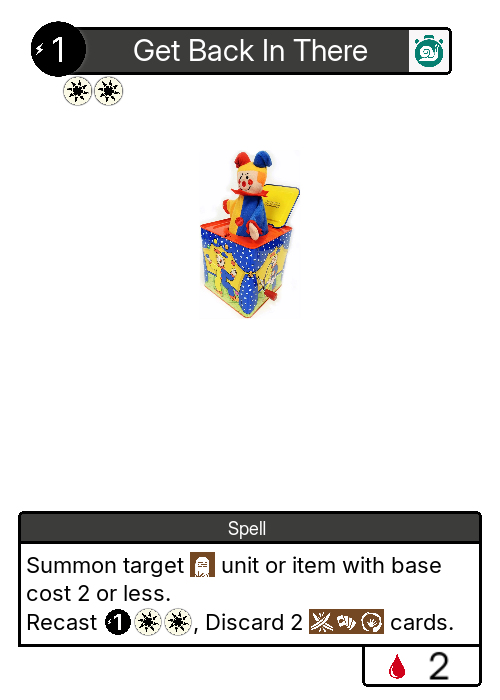 1 Get Back In There
Spell
Summon target unit or item with base
cost 2 or less.
Recast 1, Discard 2 cards.
2